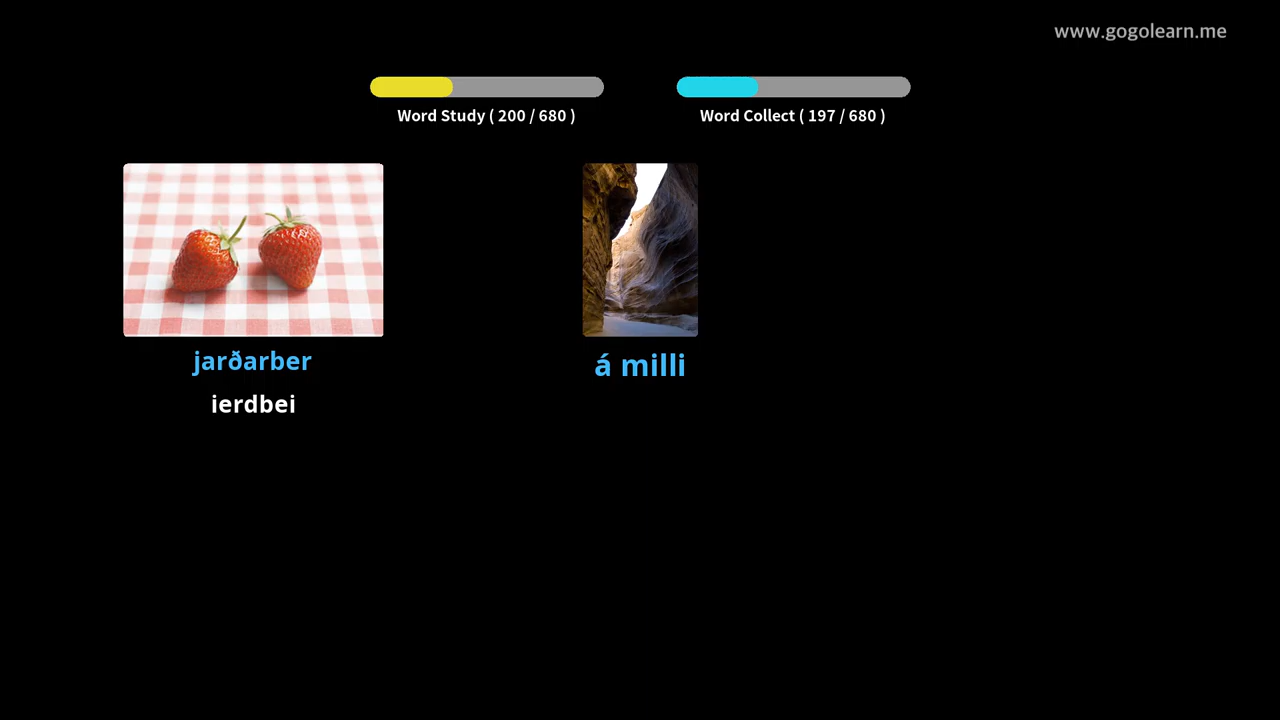 www.gogolearn.me
Word Study ( 200 / 680 )
Word Collect ( 197 / 680 )
jarðarber
ierdbei
á milli